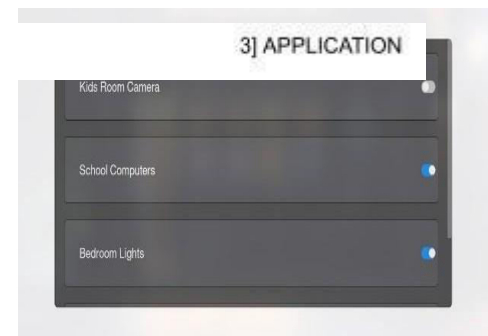 3] APPLICATION
Kids Room Camera
School Computers
Bedroom Lights